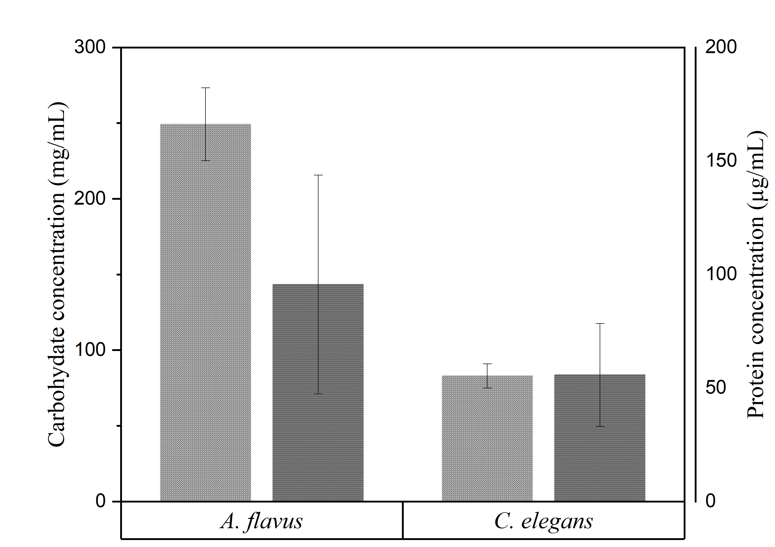 Carbohydate concentration (mg/mL)
300
200
100
0
200
150
100
50
0
Protein concentration (µg/mL)
A. flavus
C. elegans